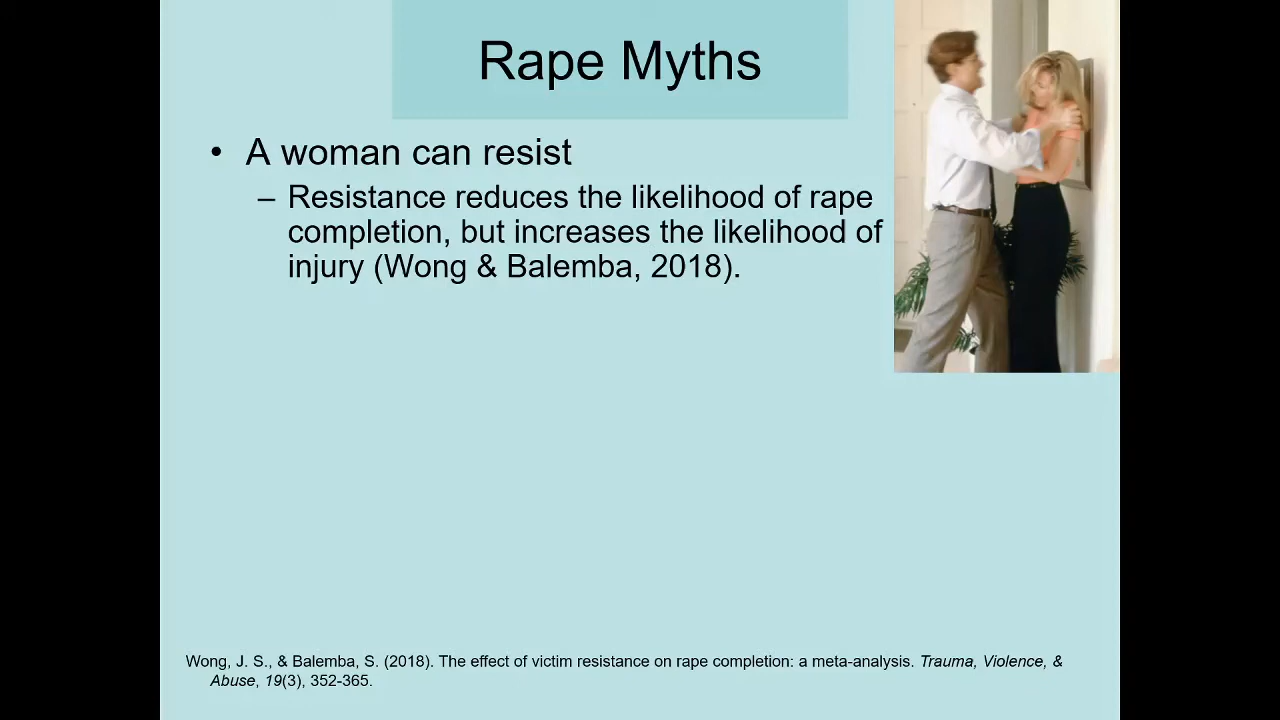 Rape Myths
• A woman can resist
– Resistance reduces the likelihood of rape
completion, but increases the likelihood of
injury (Wong & Balemba, 2018).
Wong, J. S., & Balemba, S. (2018). The effect of victim resistance on rape completion: a meta-analysis. Trauma, Violence, &
Abuse, 19(3), 352-365.